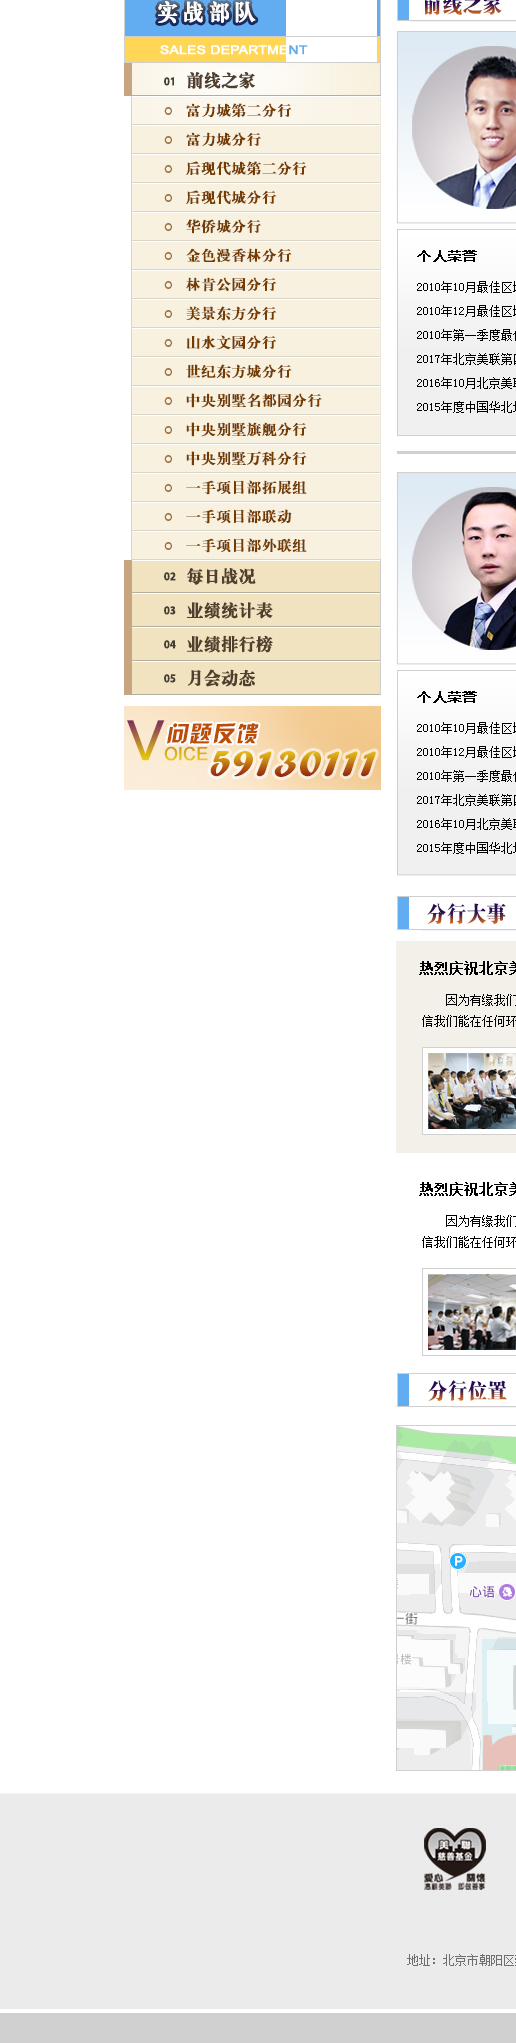 实战部队
SALES DEPARTMENT
01 前线之家
富力城第二分行
富力城分行
后现代城第二分行
后现代城分行
华侨城分行
金色漫香林分行
林肯公园分行
美景东方分行
山水文园分行
世纪东方城分行
中央别墅名都园分行
中央别墅旗舰分行
中央别墅万科分行
一手项目部拓展组
一手项目部联动
一手项目部外联组
02 每日战况
03 业绩统计表
04 业绩排行榜
05 月会动态
VOICE 问题反馈
59130111
前线之家
个人荣誉
2010年10月最佳区
2010年12月最佳区
2010年第一季度最
2017年北京美联第
2016年10月北京美
2015年度中国华北
个人荣誉
2010年10月最佳区
2010年12月最佳区
2010年第一季度最
2017年北京美联第
2016年10月北京美
2015年度中国华北
分行大事
热烈庆祝北京美
因为有缘我们
信我们能在任何环
热烈庆祝北京美
因为有缘我们
信我们能在任何环
分行位置
P
心语
一街
楼
美联
慈善基金
爱心 關懷
地址：北京市朝阳区